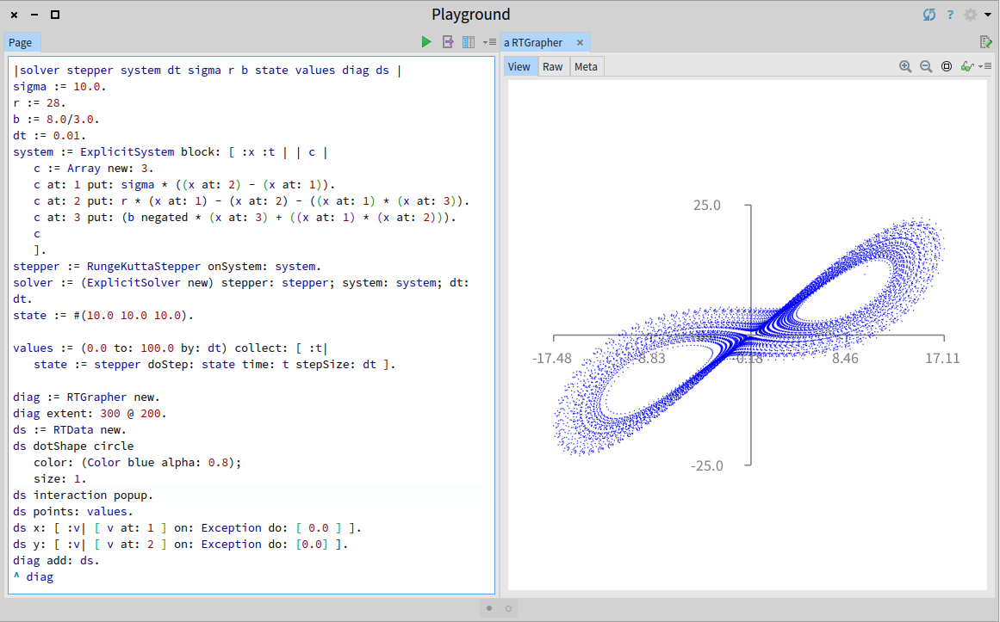 Playground
?
Page
a RTGrapher
|solver stepper system dt sigma r b state values diag ds |
sigma := 10.0.
r := 28.
b := 8.0/3.0.
dt := 0.01.
system := ExplicitSystem block: [ :x :t | | c |
c := Array new: 3.
c at: 1 put: sigma * ((x at: 2) - (x at: 1)).
c at: 2 put: r * (x at: 1) - (x at: 2) - ((x at: 1) * (x at: 3)).
c at: 3 put: (b negated * (x at: 3) + ((x at: 1) * (x at: 2))).
c
].
stepper := RungeKuttaStepper onSystem: system.
solver := (ExplicitSolver new) stepper: stepper; system: system; dt:
dt.
state := #(10.0 10.0 10.0).
values := (0.0 to: 100.0 by: dt) collect: [ :t|
state := stepper doStep: state time: t stepSize: dt ].
diag := RTGrapher new.
diag extent: 300 @ 200.
ds := RTData new.
ds dotShape circle
color: (Color blue alpha: 0.8);
size: 1.
ds interaction popup.
ds points: values.
ds x: [ :v| [ v at: 1 ] on: Exception do: [ 0.0 ] ].
ds y: [ :v| [ v at: 2 ] on: Exception do: [0.0] ].
diag add: ds.
^ diag
View Raw Meta
25.0
-17.48 -8.83 -0.18 8.46 17.11
-25.0